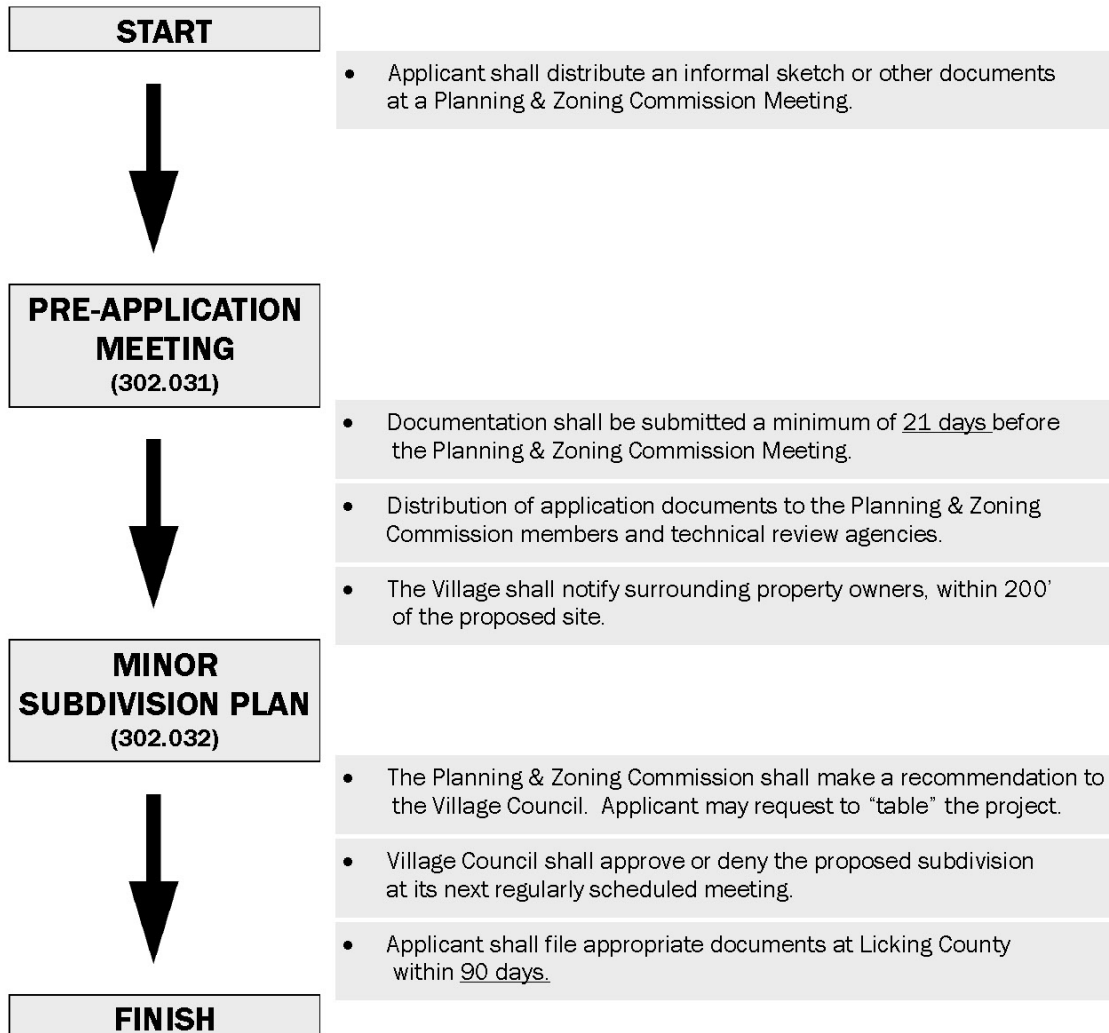 START
• Applicant shall distribute an informal sketch or other documents
at a Planning & Zoning Commission Meeting.
PRE-APPLICATION
MEETING
(302.031)
• Documentation shall be submitted a minimum of 21 days before
the Planning & Zoning Commission Meeting.
• Distribution of application documents to the Planning & Zoning
Commission members and technical review agencies.
• The Village shall notify surrounding property owners, within 200’
of the proposed site.
MINOR
SUBDIVISION PLAN
(302.032)
• The Planning & Zoning Commission shall make a recommendation to
the Village Council. Applicant may request to “table” the project.
• Village Council shall approve or deny the proposed subdivision
at its next regularly scheduled meeting.
• Applicant shall file appropriate documents at Licking County
within 90 days.
FINISH